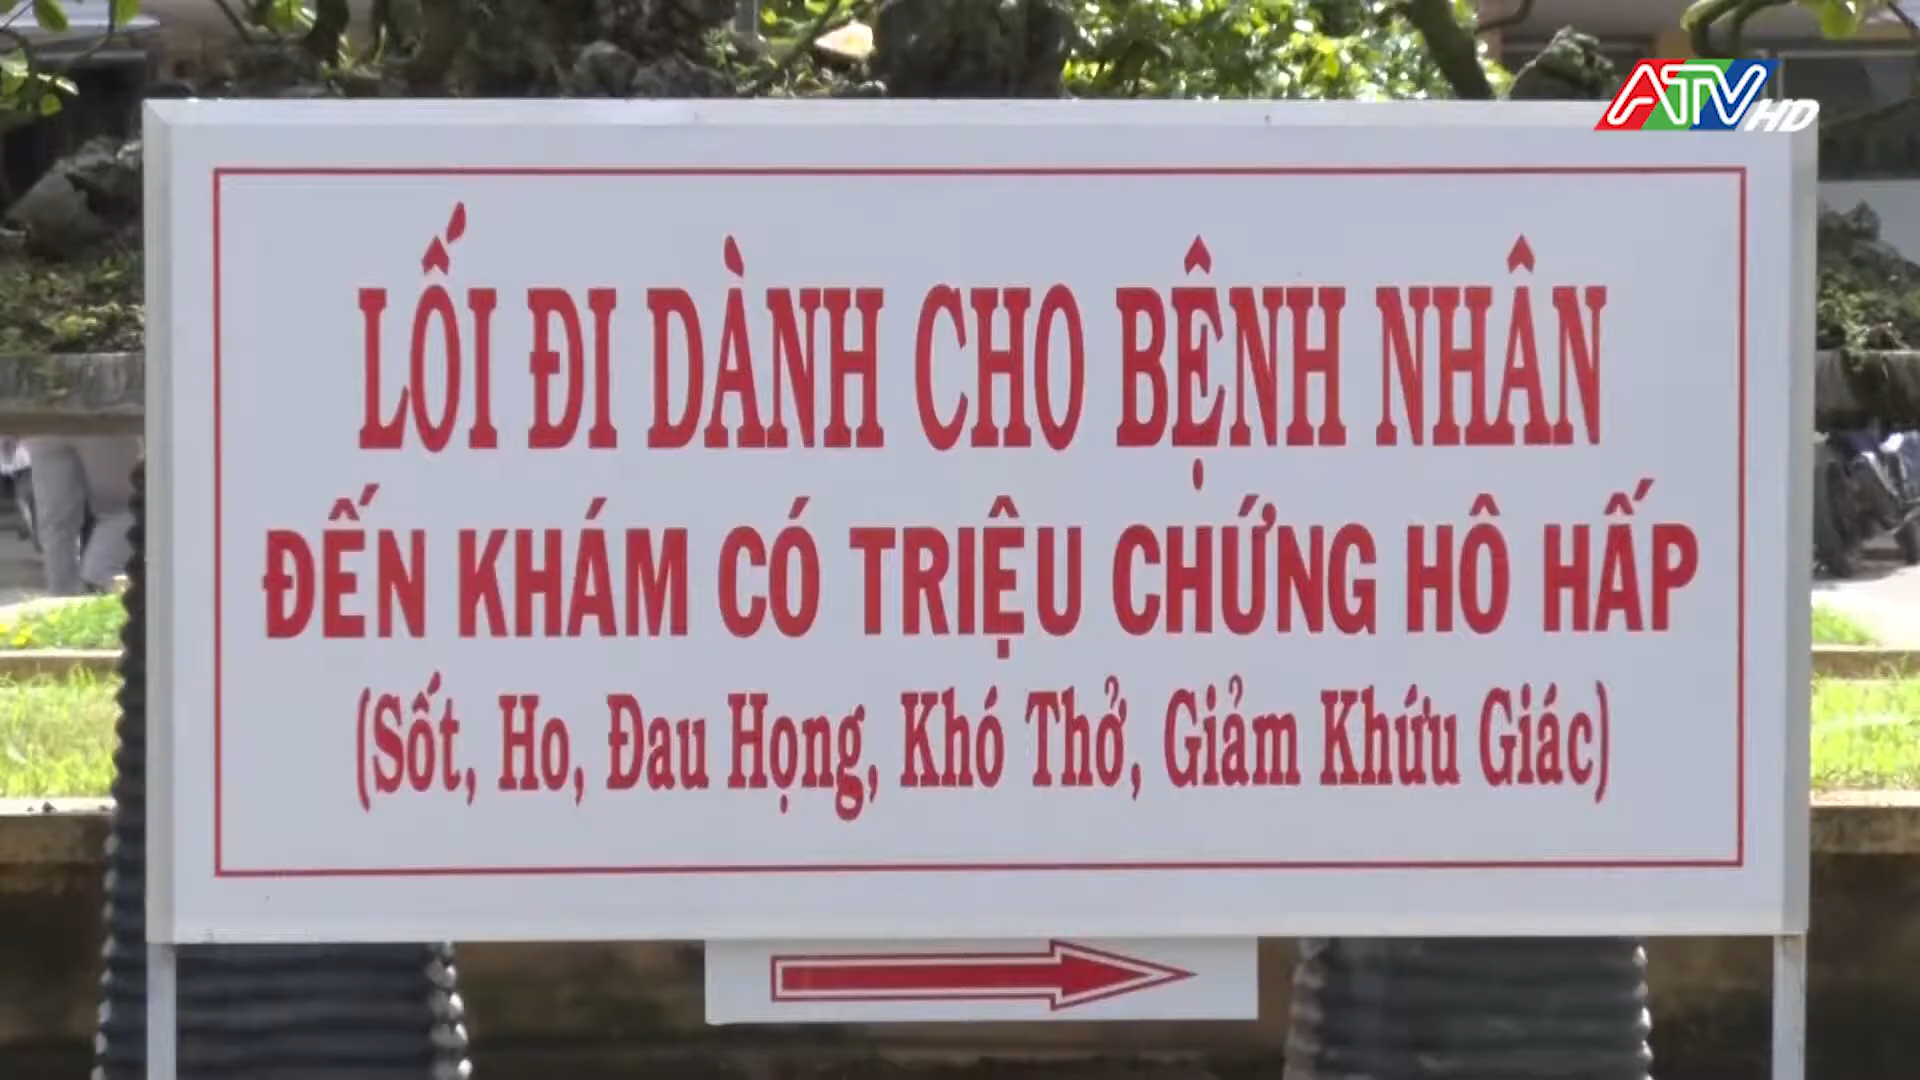 ATV HD
LỐI ĐI DÀNH CHO BỆNH NHÂN
ĐẾN KHÁM CÓ TRIỆU CHỨNG HÔ HẤP
(Sốt, Ho, Đau Họng, Khó Thở, Giảm Khứu Giác)